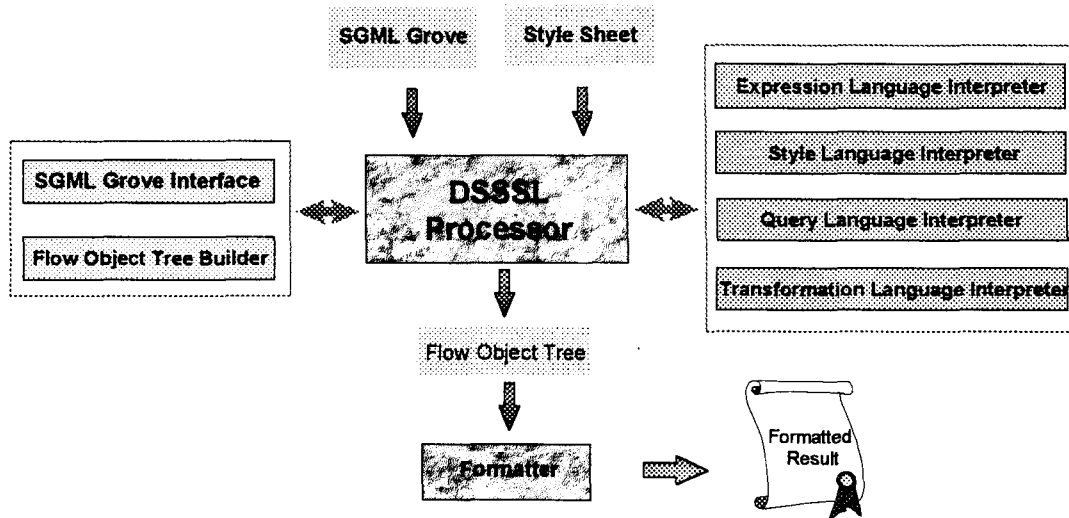 SGML Grove
Style Sheet
Expression Language Interpreter
Style Language Interpreter
SGML Grove Interface
DSSSL
Processor
Query Language Interpreter
Flow Object Tree Builder
Transformation Language Interpreter
Flow Object Tree
Formatter
Formatted
Result